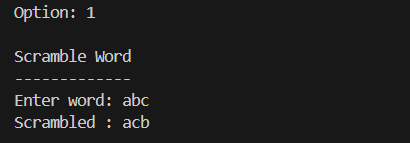 Option: 1
Scramble Word
-------------
Enter word: abc
Scrambled : acb